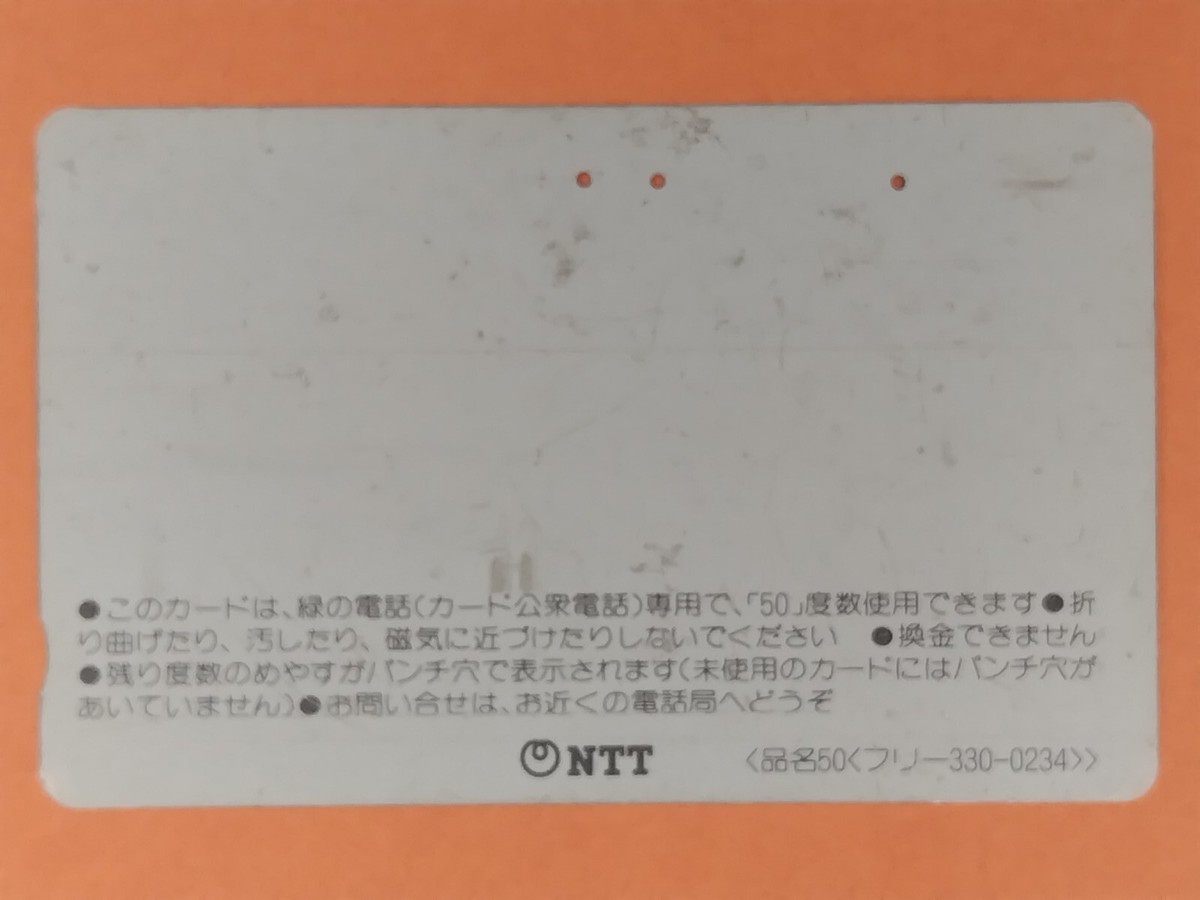 ●このカードは、緑の電話(カード公衆電話)専用で、「50」度数使用できます●折
り曲げたり、汚したり、磁気に近づけたりしないでください ●換金できません
●残り度数のめやすがパンチ穴で表示されます(未使用のカードにはパンチ穴が
あいていません)●お問い合せは、お近くの電話局へどうぞ
NTT 〈品名50〈フリー330-0234〉〉